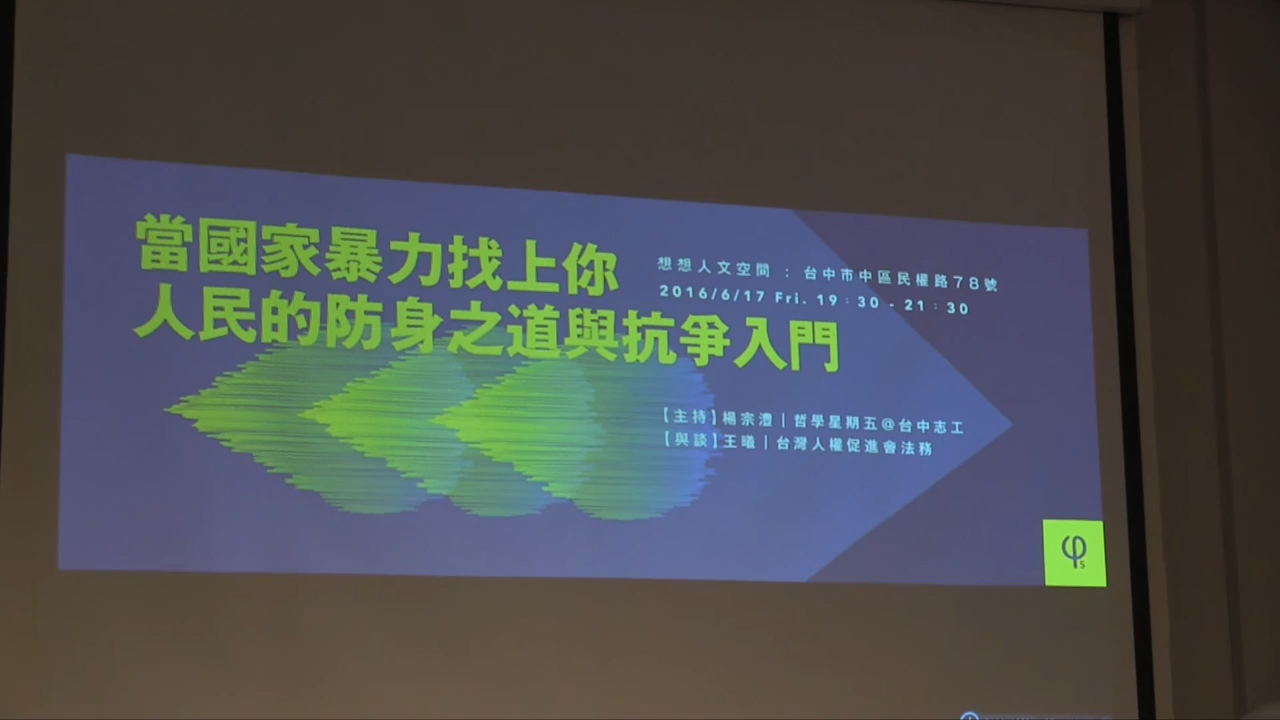 當國家暴力找上你
人民的防身之道與抗爭入門
想想人文空間 : 台中市中區民權路78號
2016/6/17 Fri. 19:30 - 21:30
【主持】楊宗澧|哲學星期五@台中志工
【與談】王曦|台灣人權促進會法務
φ5